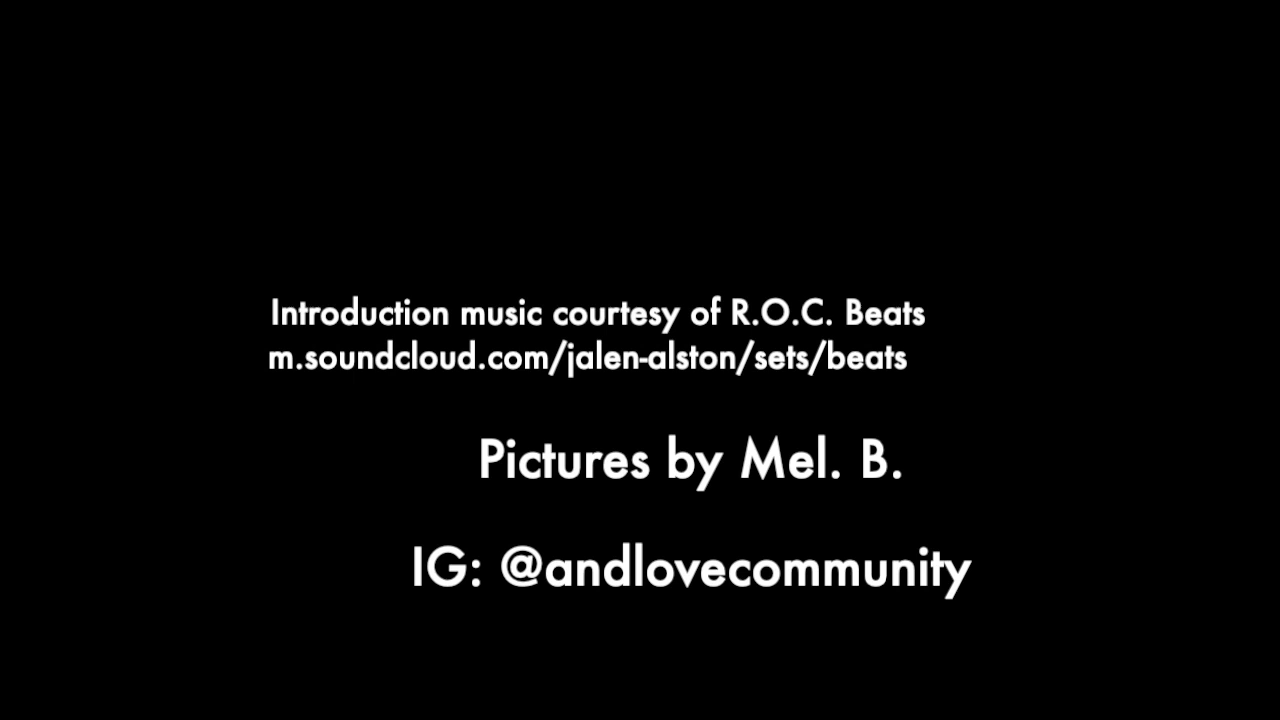 Introduction music courtesy of R.O.C. Beats
m.soundcloud.com/jalen-alston/sets/beats
Pictures by Mel. B.
IG: @andlovecommunity